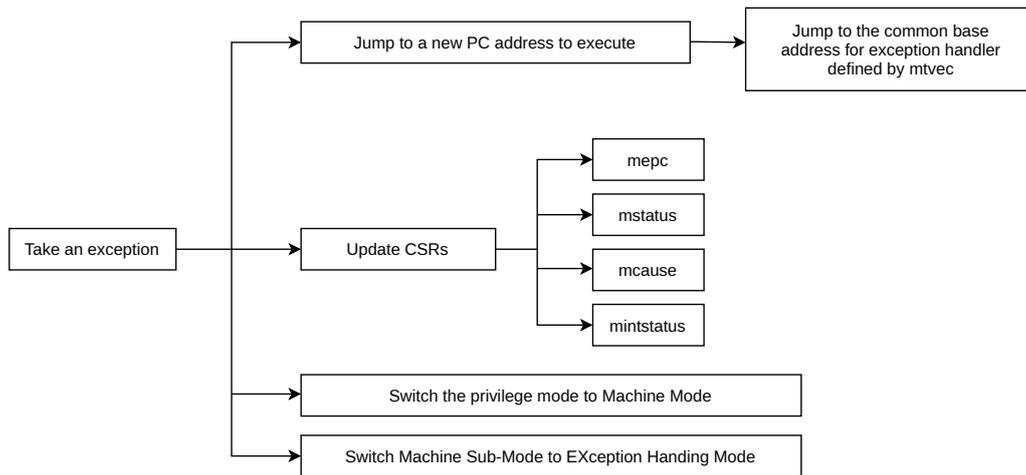 Jump to a new PC address to execute
Jump to the common base
address for exception handler
defined by mtvec
Take an exception
Update CSRs
mepc
mstatus
mcause
mintstatus
Switch the privilege mode to Machine Mode
Switch Machine Sub-Mode to EXception Handing Mode